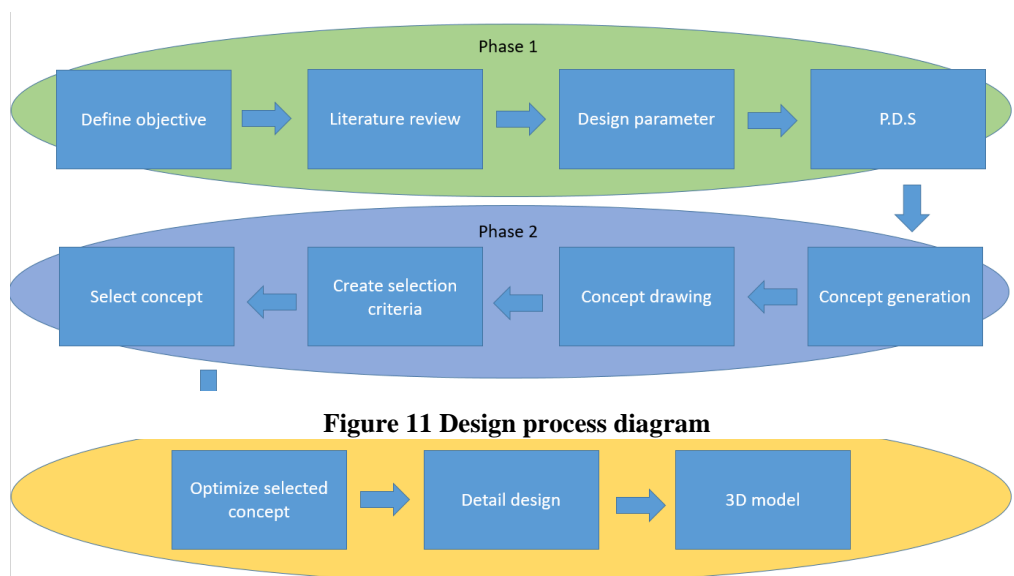 Phase 1
Define objective
Literature review
Design parameter
P.D.S
Phase 2
Select concept
Create selection
criteria
Concept drawing
Concept generation
Figure 11 Design process diagram
Optimize selected
concept
Detail design
3D model